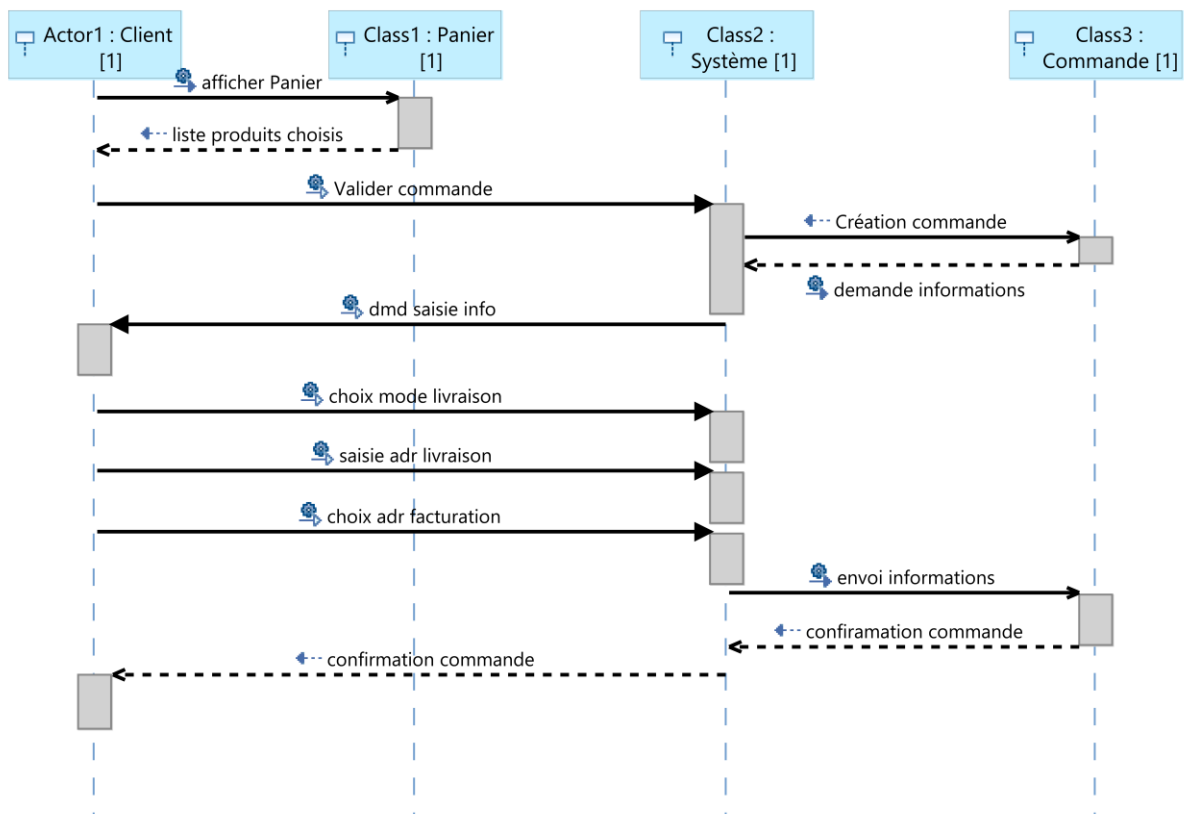 Actor1 : Client
[1]
Class1 : Panier
[1]
Class2 :
Système [1]
Class3 :
Commande [1]
afficher Panier
liste produits choisis
Valider commande
Création commande
demande informations
dmd saisie info
choix mode livraison
saisie adr livraison
choix adr facturation
envoi informations
confiramation commande
confirmation commande